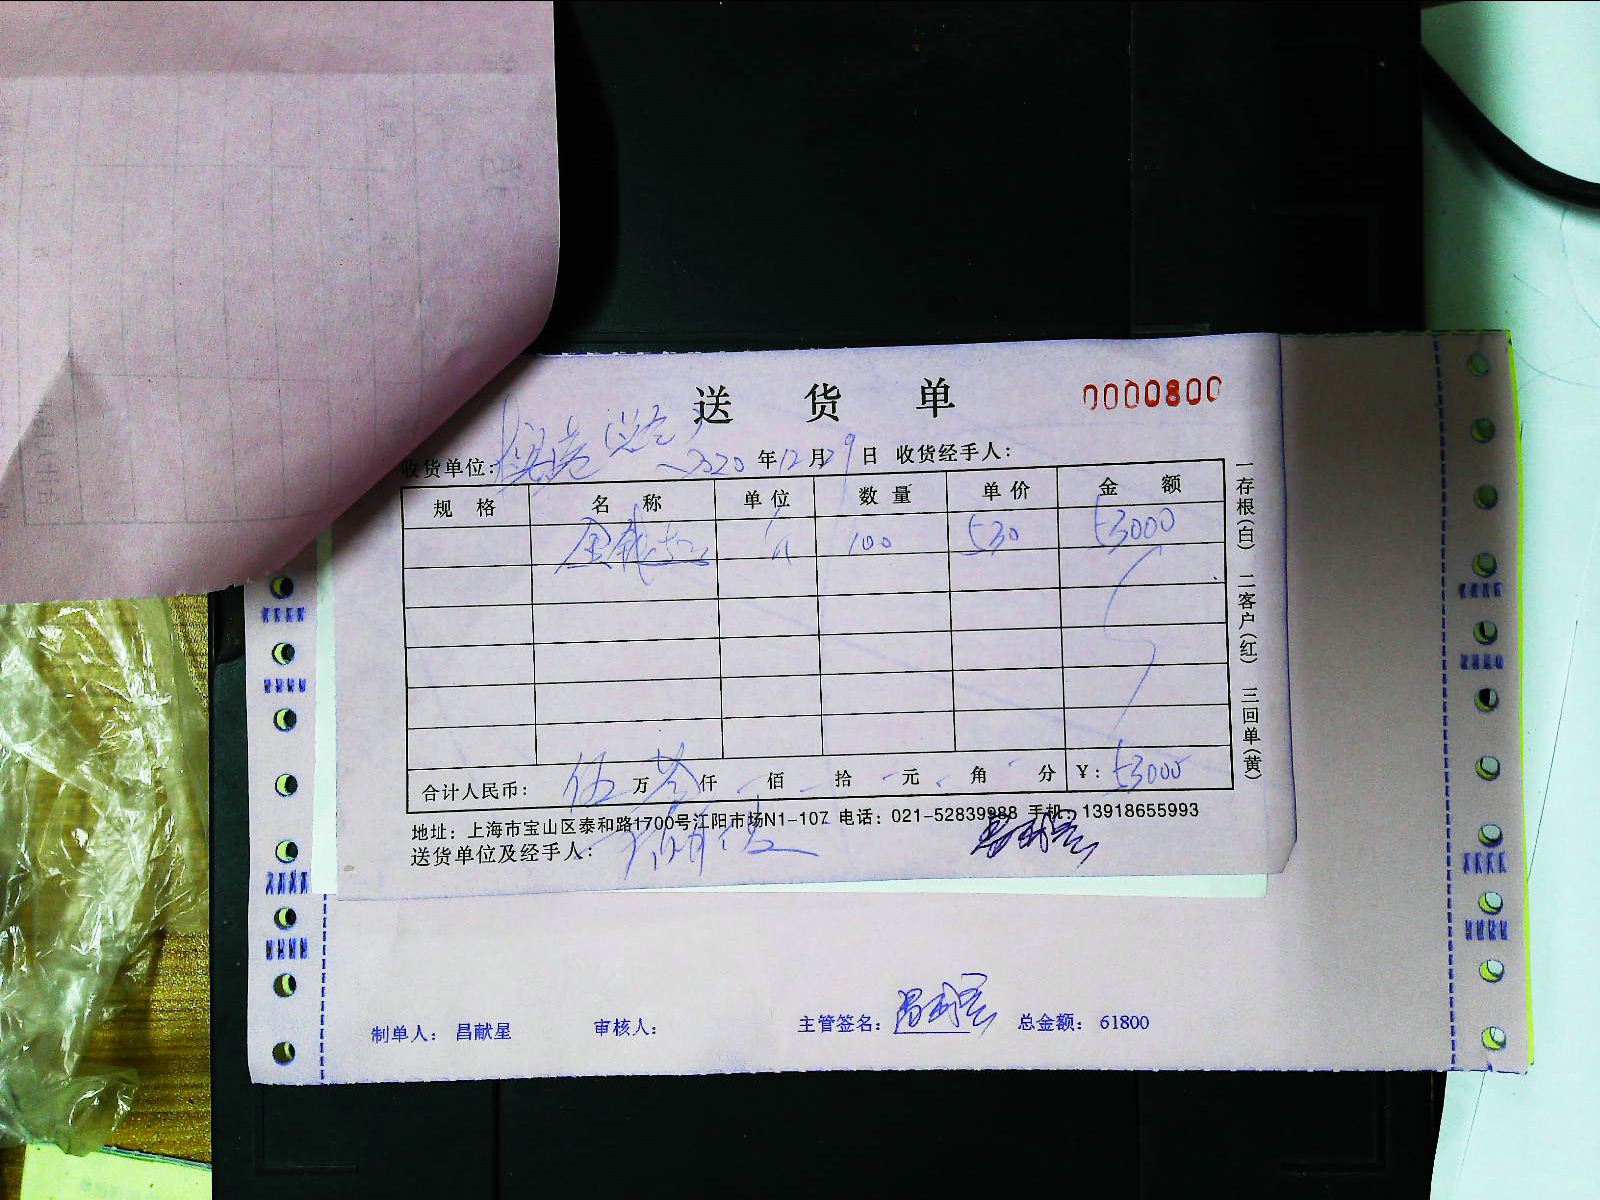 送 货 单 0000800
收货单位: 2020 年 12 月 29 日 收货经手人:
规 格 名 称 单 位 数 量 单 价 金 额
100 530 53000
合计人民币: 伍 万 叁 仟 - 佰 - 拾 - 元 - 角 - 分 ¥: 53000
地址: 上海市宝山区泰和路1700号江阳市场N1-107 电话: 021-52839988 手机: 13918655993
送货单位及经手人:
一存根(白) 二客户(红) 三回单(黄)
制单人: 昌献星 审核人: 主管签名: 总金额: 61800